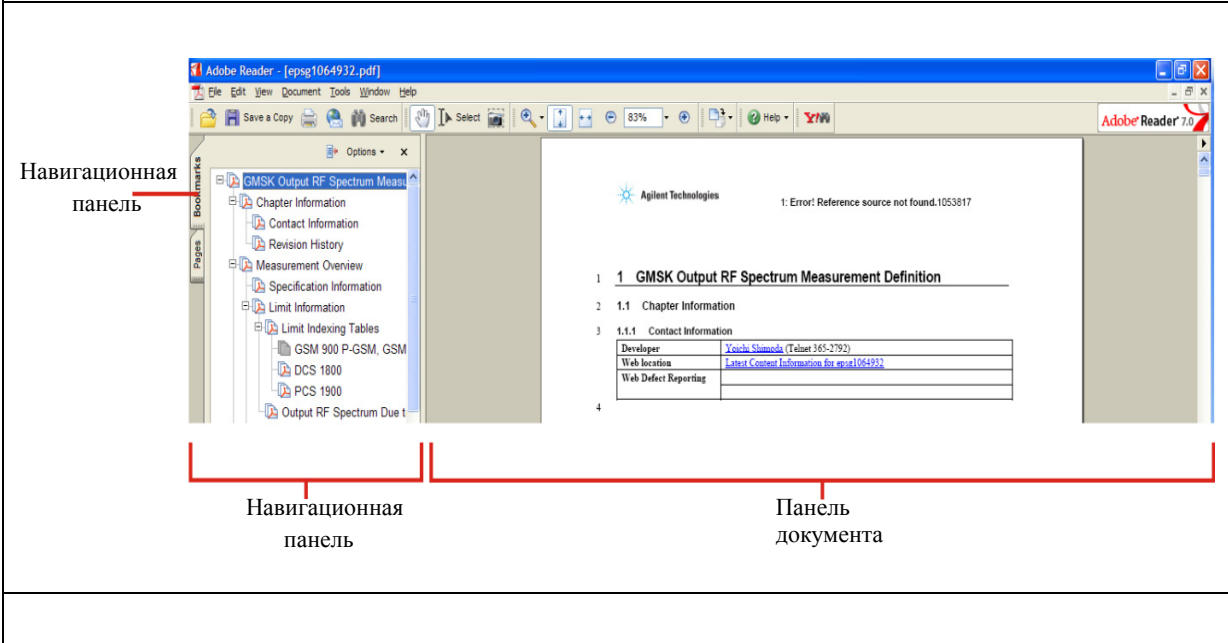 Adobe Reader - [epsg1064932.pdf]
File Edit View Document Tools Window Help
Save a Copy Search Select 83% Help Y!
Adobe Reader 7.0
Навигационная
панель
Bookmarks
Pages
Options
GMSK Output RF Spectrum Measu
Chapter Information
Contact Information
Revision History
Measurement Overview
Specification Information
Limit Information
Limit Indexing Tables
GSM 900 P-GSM, GSM
DCS 1800
PCS 1900
Output RF Spectrum Due t
Agilent Technologies
1: Error! Reference source not found.1053817
1 1 GMSK Output RF Spectrum Measurement Definition
2 1.1 Chapter Information
3 1.1.1 Contact Information
Developer Yoichi Shimoda (Telnet 365-2792)
Web location Latest Content Information for epsg1064932
Web Defect Reporting
4
Навигационная
панель
Панель
документа